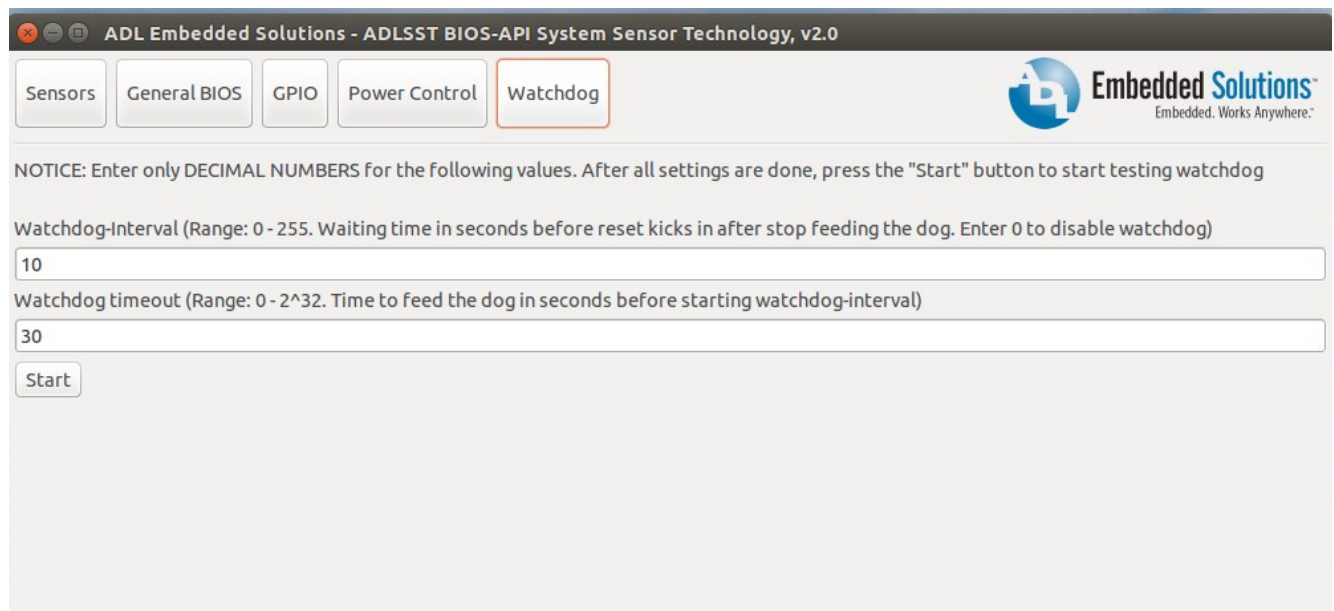 ADL Embedded Solutions - ADLSST BIOS-API System Sensor Technology, v2.0
Sensors General BIOS GPIO Power Control Watchdog
ADL Embedded Solutions™
Embedded. Works Anywhere.™
NOTICE: Enter only DECIMAL NUMBERS for the following values. After all settings are done, press the "Start" button to start testing watchdog
Watchdog-Interval (Range: 0 - 255. Waiting time in seconds before reset kicks in after stop feeding the dog. Enter 0 to disable watchdog)
10
Watchdog timeout (Range: 0 - 2^32. Time to feed the dog in seconds before starting watchdog-interval)
30
Start